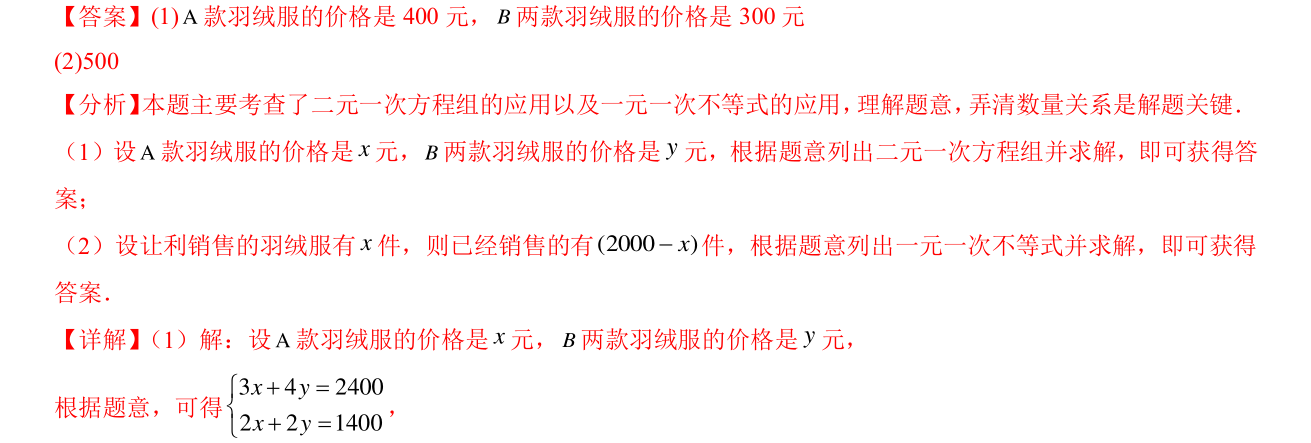 【答案】(1)A 款羽绒服的价格是 400 元，B 两款羽绒服的价格是 300 元
(2)500
【分析】本题主要考查了二元一次方程组的应用以及一元一次不等式的应用，理解题意，弄清数量关系是解题关键．
（1）设 A 款羽绒服的价格是 x 元，B 两款羽绒服的价格是 y 元，根据题意列出二元一次方程组并求解，即可获得答
案；
（2）设让利销售的羽绒服有 x 件，则已经销售的有(2000−x)件，根据题意列出一元一次不等式并求解，即可获得
答案．
【详解】（1）解：设 A 款羽绒服的价格是 x 元，B 两款羽绒服的价格是 y 元，
根据题意，可得{3x+4y=2400
2x+2y=1400，